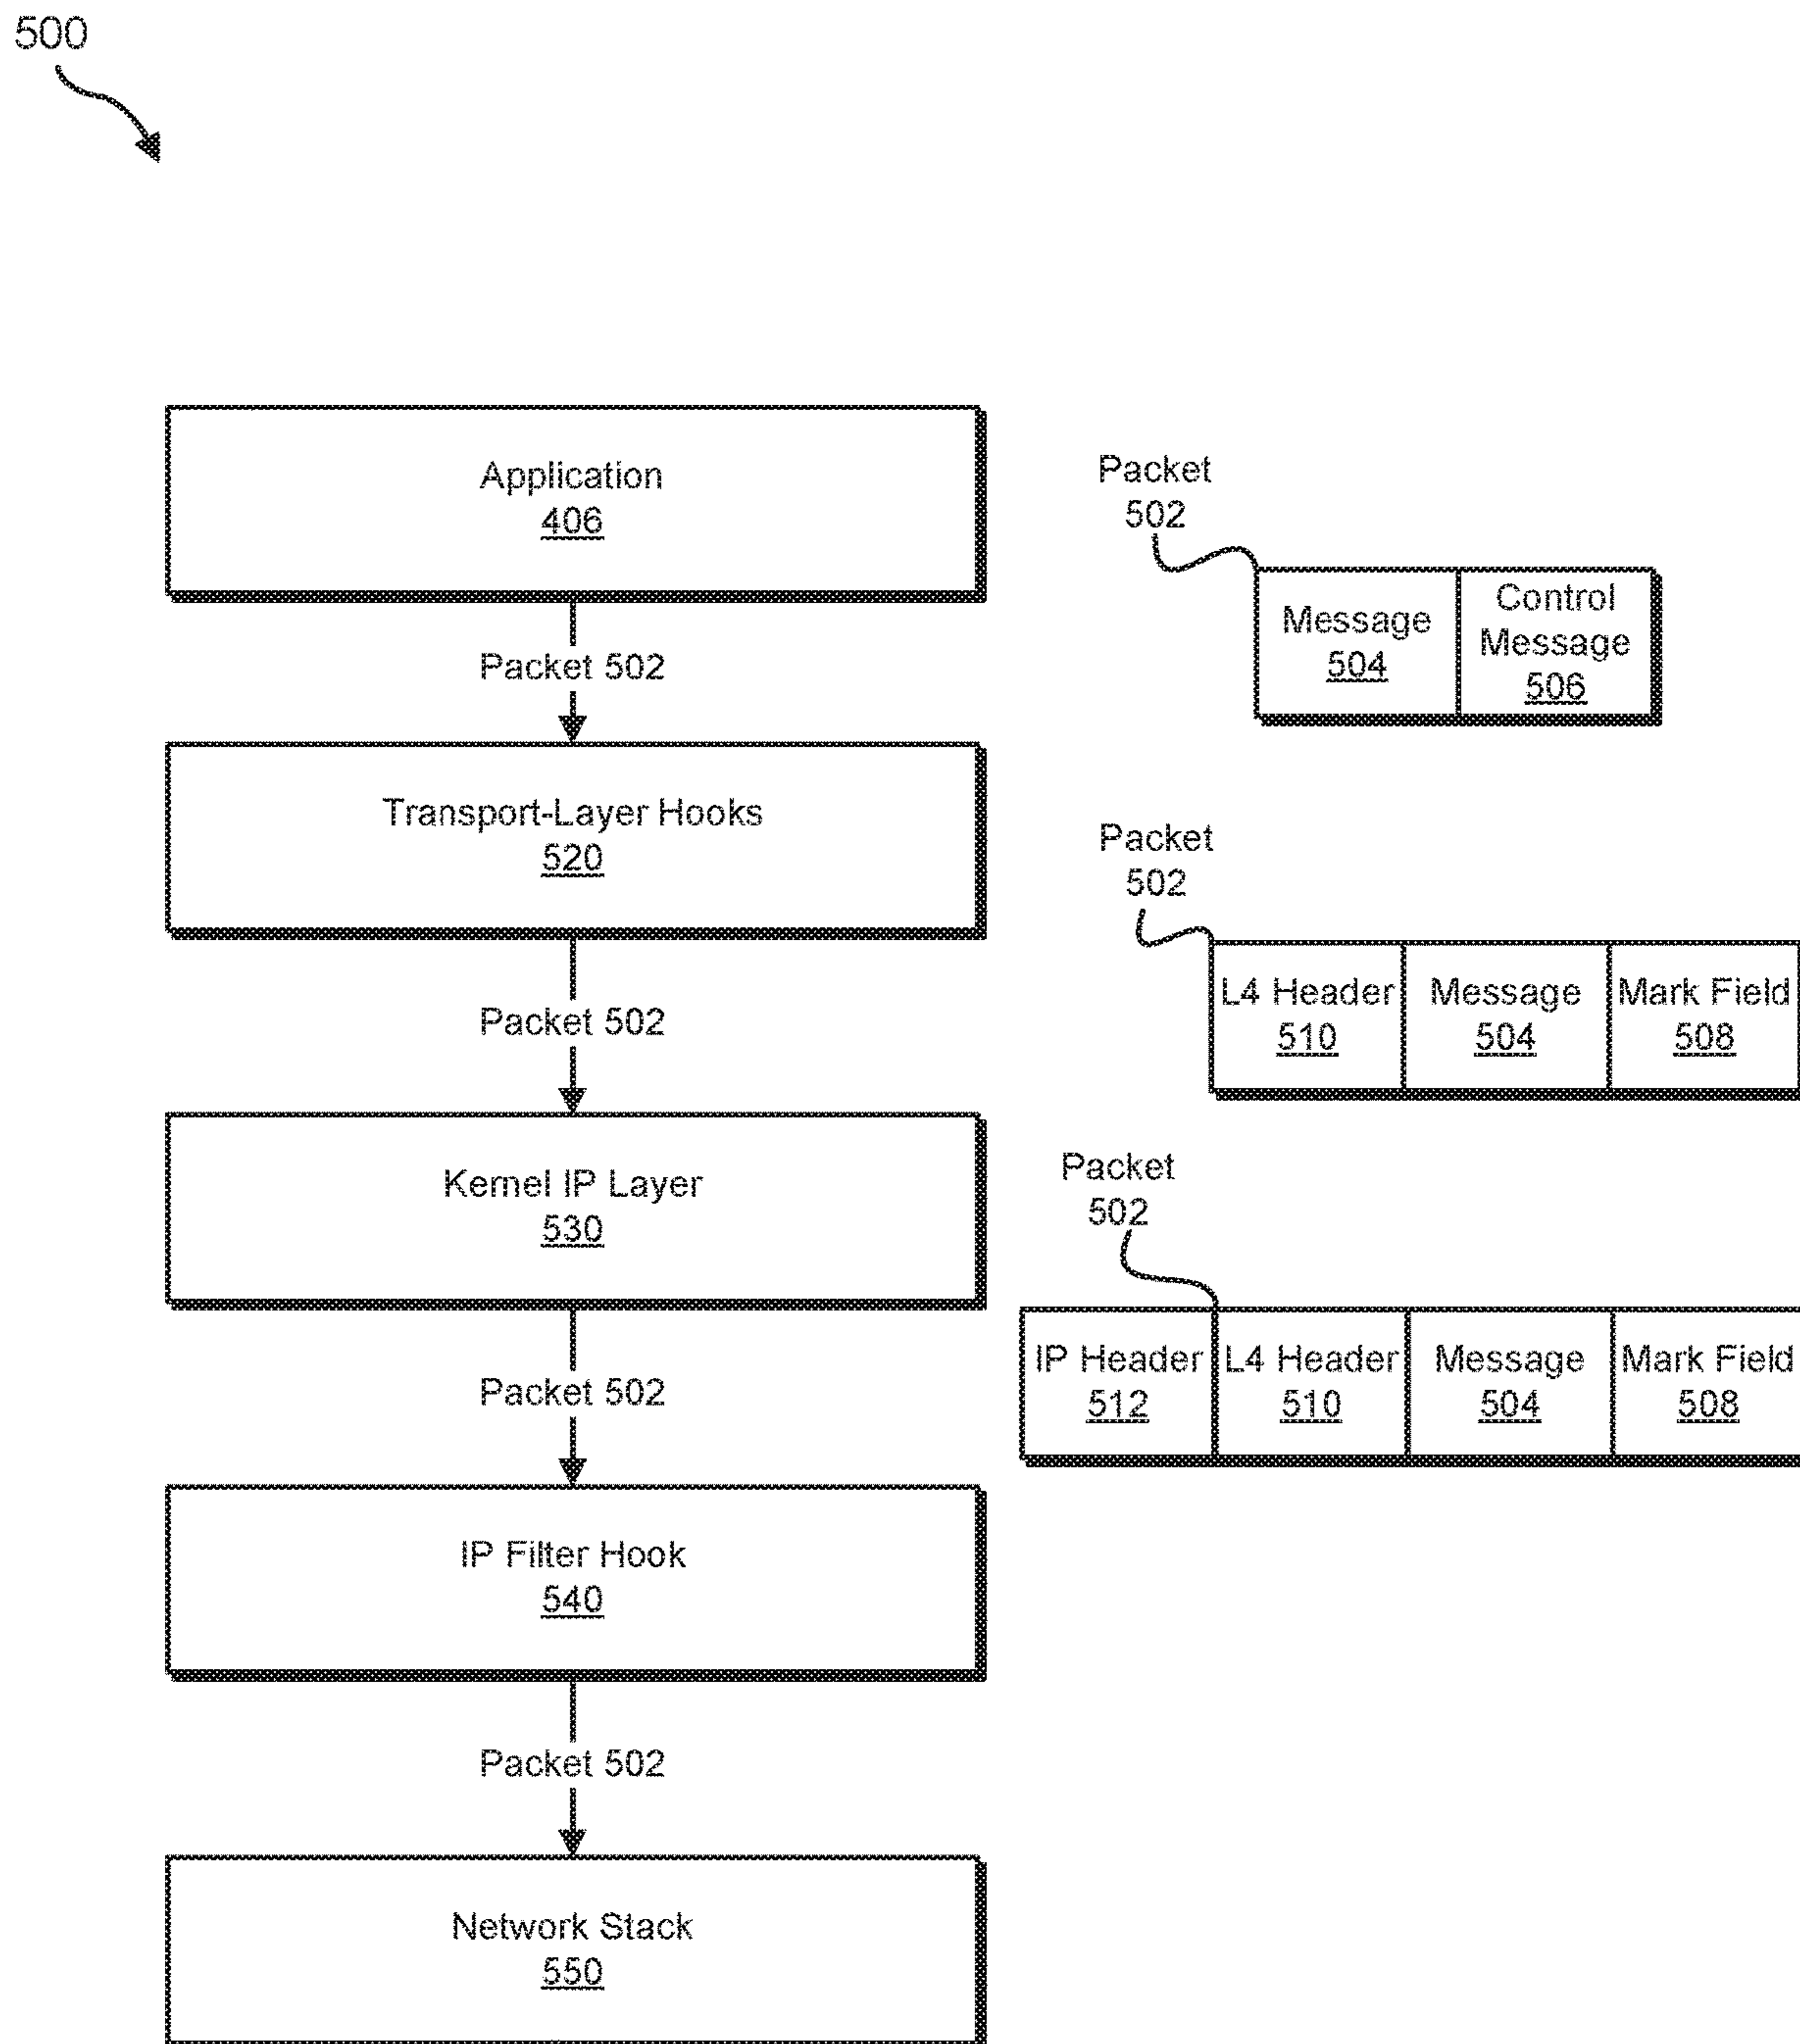 500
Application
406
Packet 502
Transport-Layer Hooks
520
Packet 502
Kernel IP Layer
530
Packet 502
IP Filter Hook
540
Packet 502
Network Stack
550
Packet
502
Message
504
Control
Message
506
Packet
502
L4 Header
510
Message
504
Mark Field
508
Packet
502
IP Header
512
L4 Header
510
Message
504
Mark Field
508